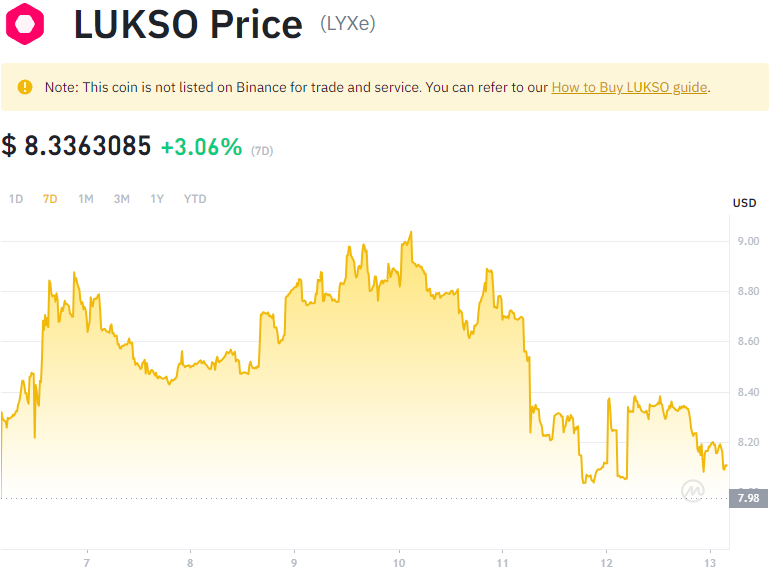 LUKSO Price (LYXe)
Note: This coin is not listed on Binance for trade and service. You can refer to our How to Buy LUKSO guide.
$ 8.3363085 +3.06% (7D)
1D 7D 1M 3M 1Y YTD
USD
9.00
8.80
8.60
8.40
8.20
7.98
7 8 9 10 11 12 13